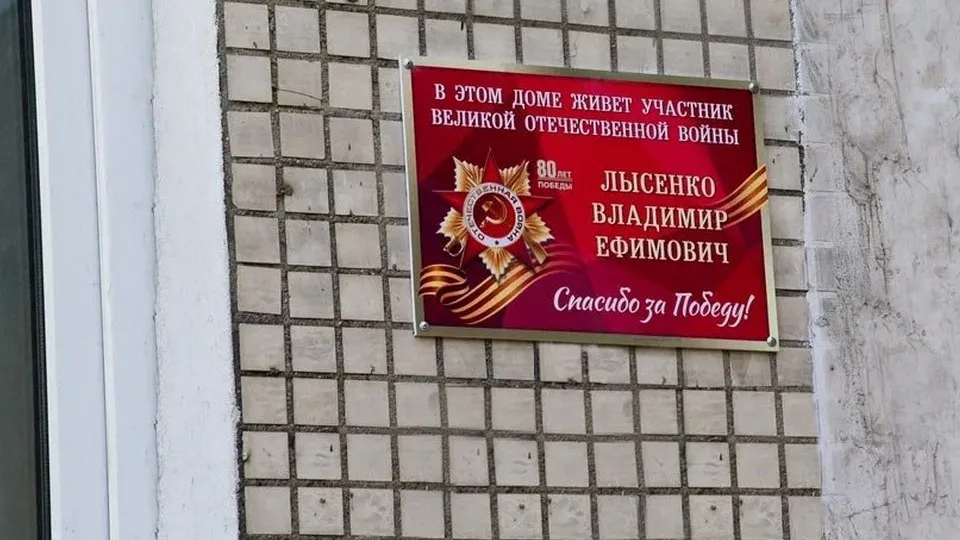 В ЭТОМ ДОМЕ ЖИВЕТ УЧАСТНИК
ВЕЛИКОЙ ОТЕЧЕСТВЕННОЙ ВОЙНЫ
80 ЛЕТ
ПОБЕДЫ
ОТЕЧЕСТВЕННАЯ ВОЙНА
ЛЫСЕНКО
ВЛАДИМИР
ЕФИМОВИЧ
Спасибо за Победу!